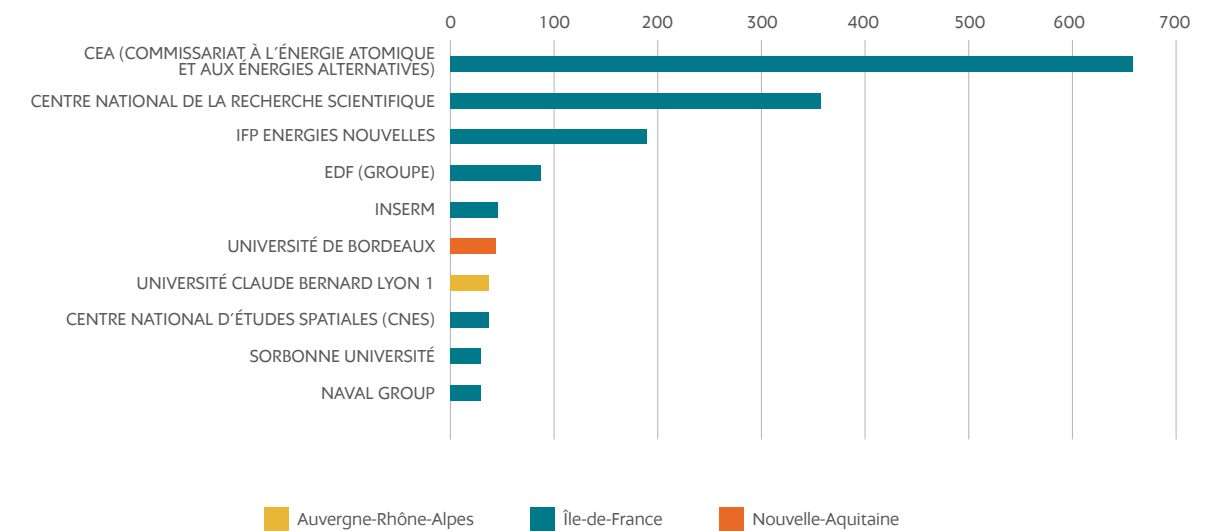 0 100 200 300 400 500 600 700
CEA (COMMISSARIAT À L´ÉNERGIE ATOMIQUE
ET AUX ÉNERGIES ALTERNATIVES)
CENTRE NATIONAL DE LA RECHERCHE SCIENTIFIQUE
IFP ENERGIES NOUVELLES
EDF (GROUPE)
INSERM
UNIVERSITÉ DE BORDEAUX
UNIVERSITÉ CLAUDE BERNARD LYON 1
CENTRE NATIONAL D´ÉTUDES SPATIALES (CNES)
SORBONNE UNIVERSITÉ
NAVAL GROUP
Auvergne-Rhône-Alpes Île-de-France Nouvelle-Aquitaine